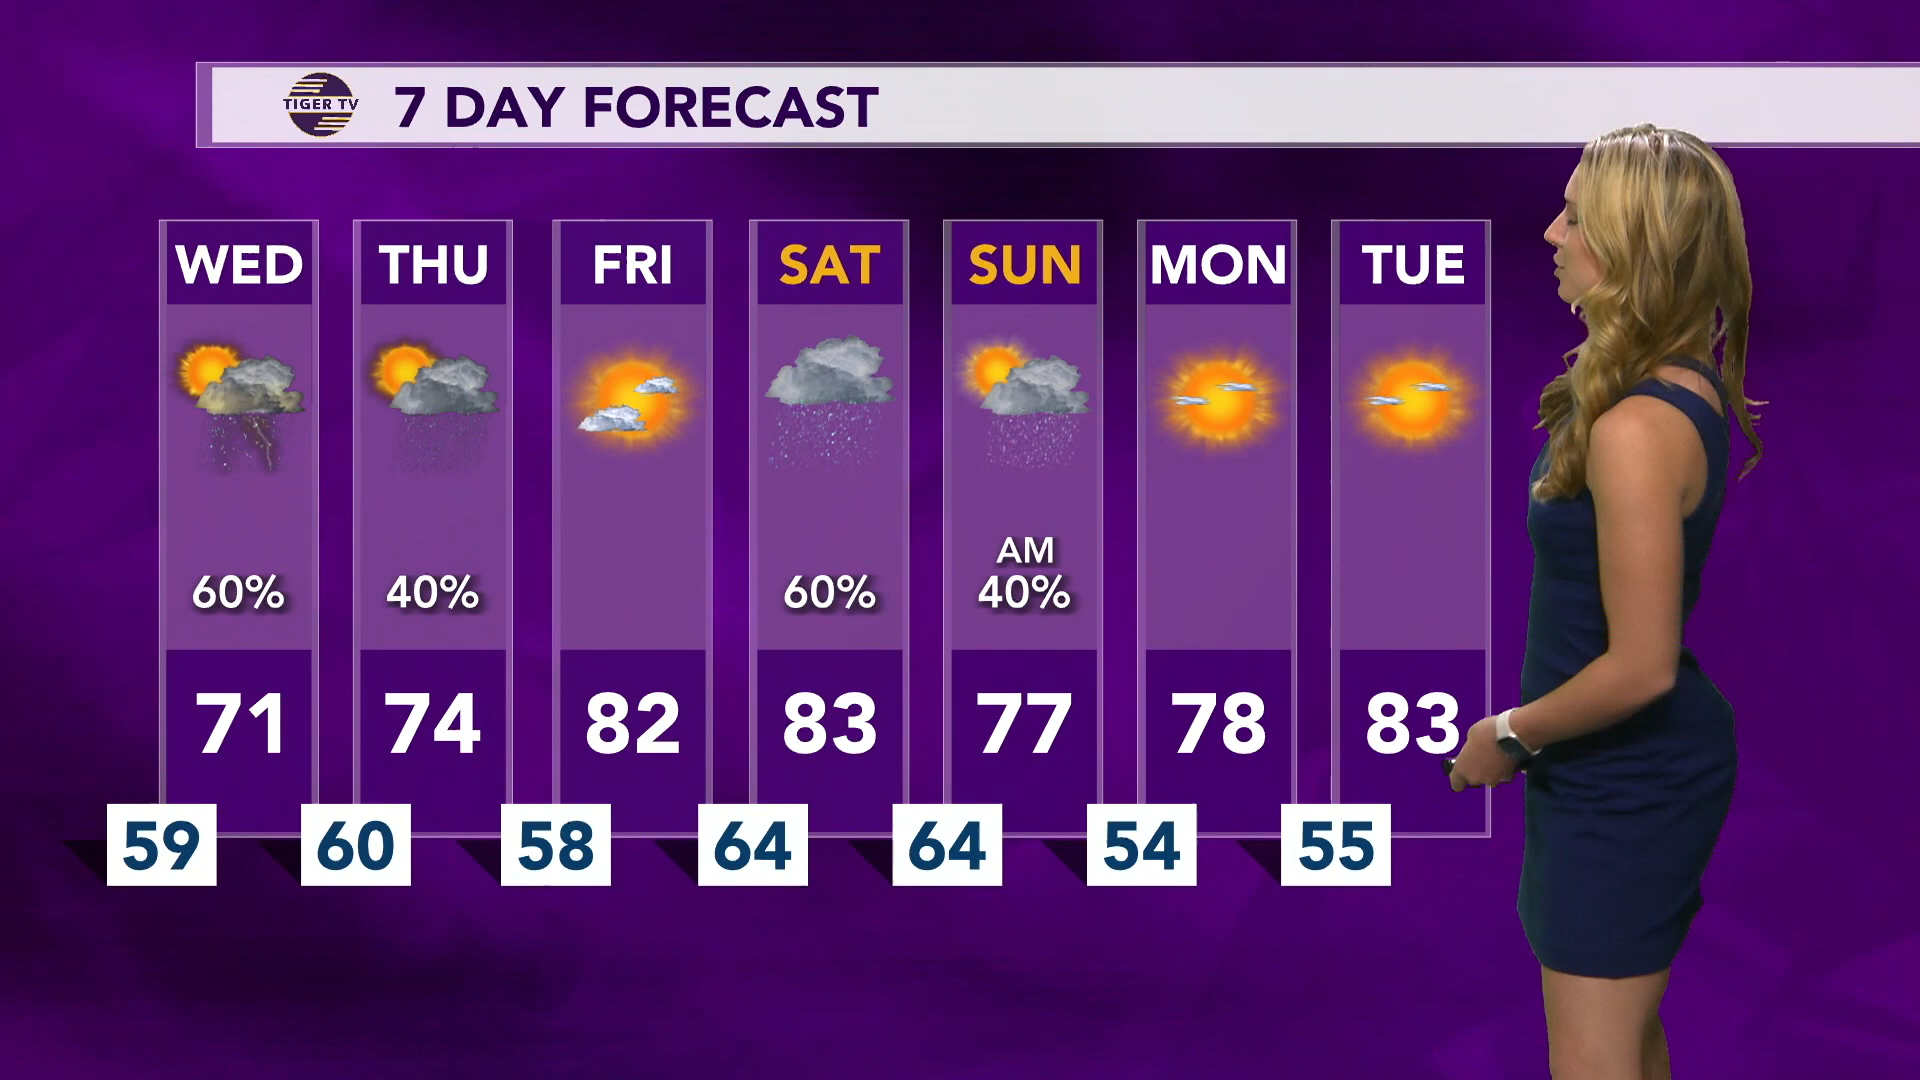 TIGER TV
7 DAY FORECAST
WED THU FRI SAT SUN MON TUE
AM
60% 40% 60% 40%
71 74 82 83 77 78 83
59 60 58 64 64 54 55